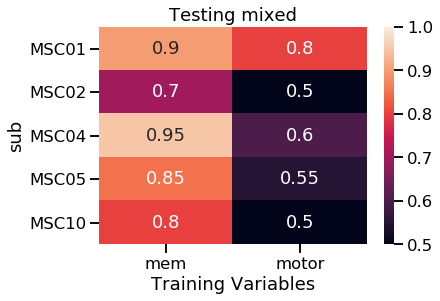 Testing mixed
MSC01 0.9 0.8
MSC02 0.7 0.5
MSC04 0.95 0.6
MSC05 0.85 0.55
MSC10 0.8 0.5
sub
mem motor
Training Variables
1.0
0.9
0.8
0.7
0.6
0.5